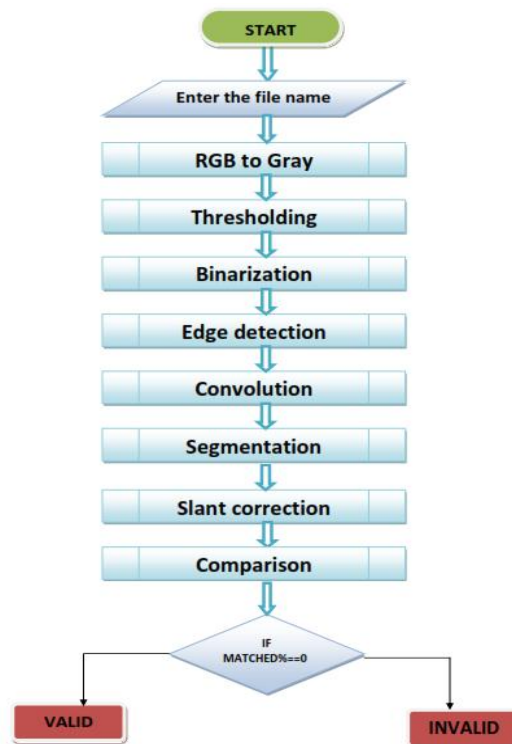 START
Enter the file name
RGB to Gray
Thresholding
Binarization
Edge detection
Convolution
Segmentation
Slant correction
Comparison
IF
MATCHED%==0
VALID
INVALID